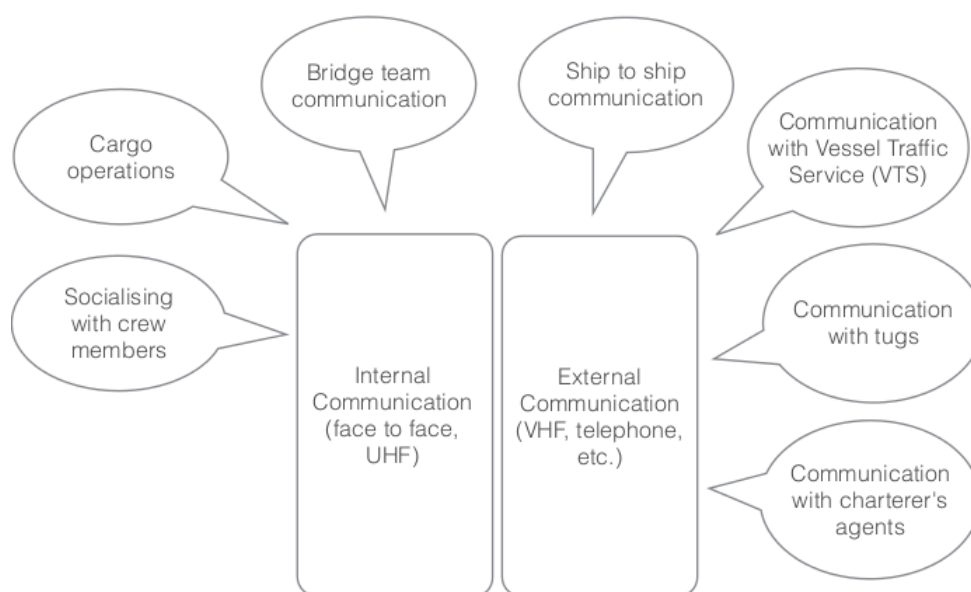 Bridge team
communication
Ship to ship
communication
Cargo
operations
Communication
with Vessel Traffic
Service (VTS)
Socialising
with crew
members
Communication
with tugs
Internal
Communication
(face to face,
UHF)
External
Communication
(VHF, telephone,
etc.)
Communication
with charterer's
agents